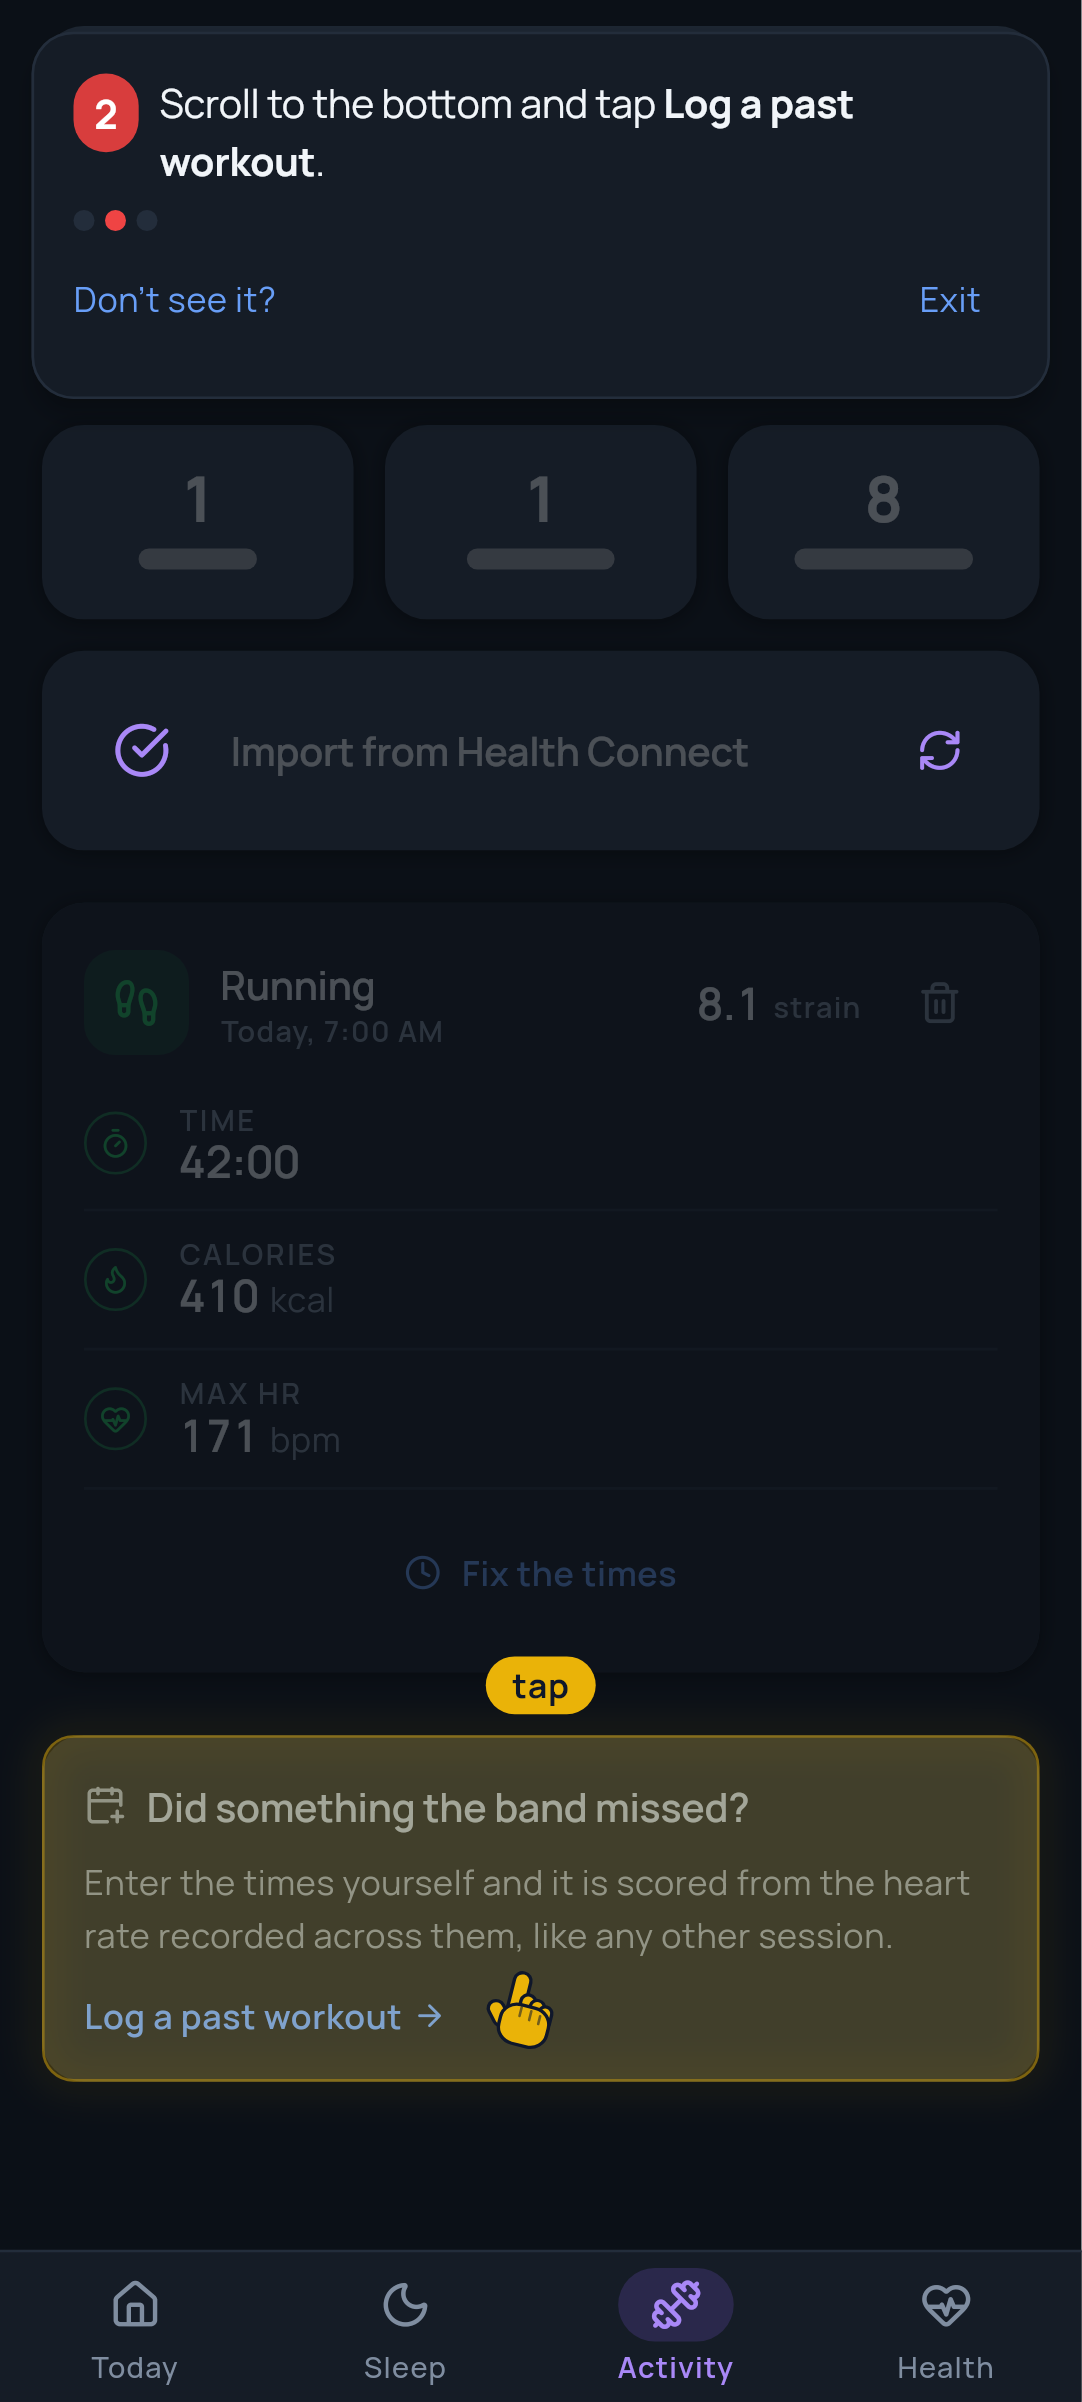 2
Scroll to the bottom and tap Log a past
workout.
Don't see it?
Exit
1
1
8
Import from Health Connect
Running
Today, 7:00 AM
8.1 strain
TIME
42:00
CALORIES
410 kcal
MAX HR
171 bpm
Fix the times
tap
Did something the band missed?
Enter the times yourself and it is scored from the heart
rate recorded across them, like any other session.
Log a past workout →
Today
Sleep
Activity
Health